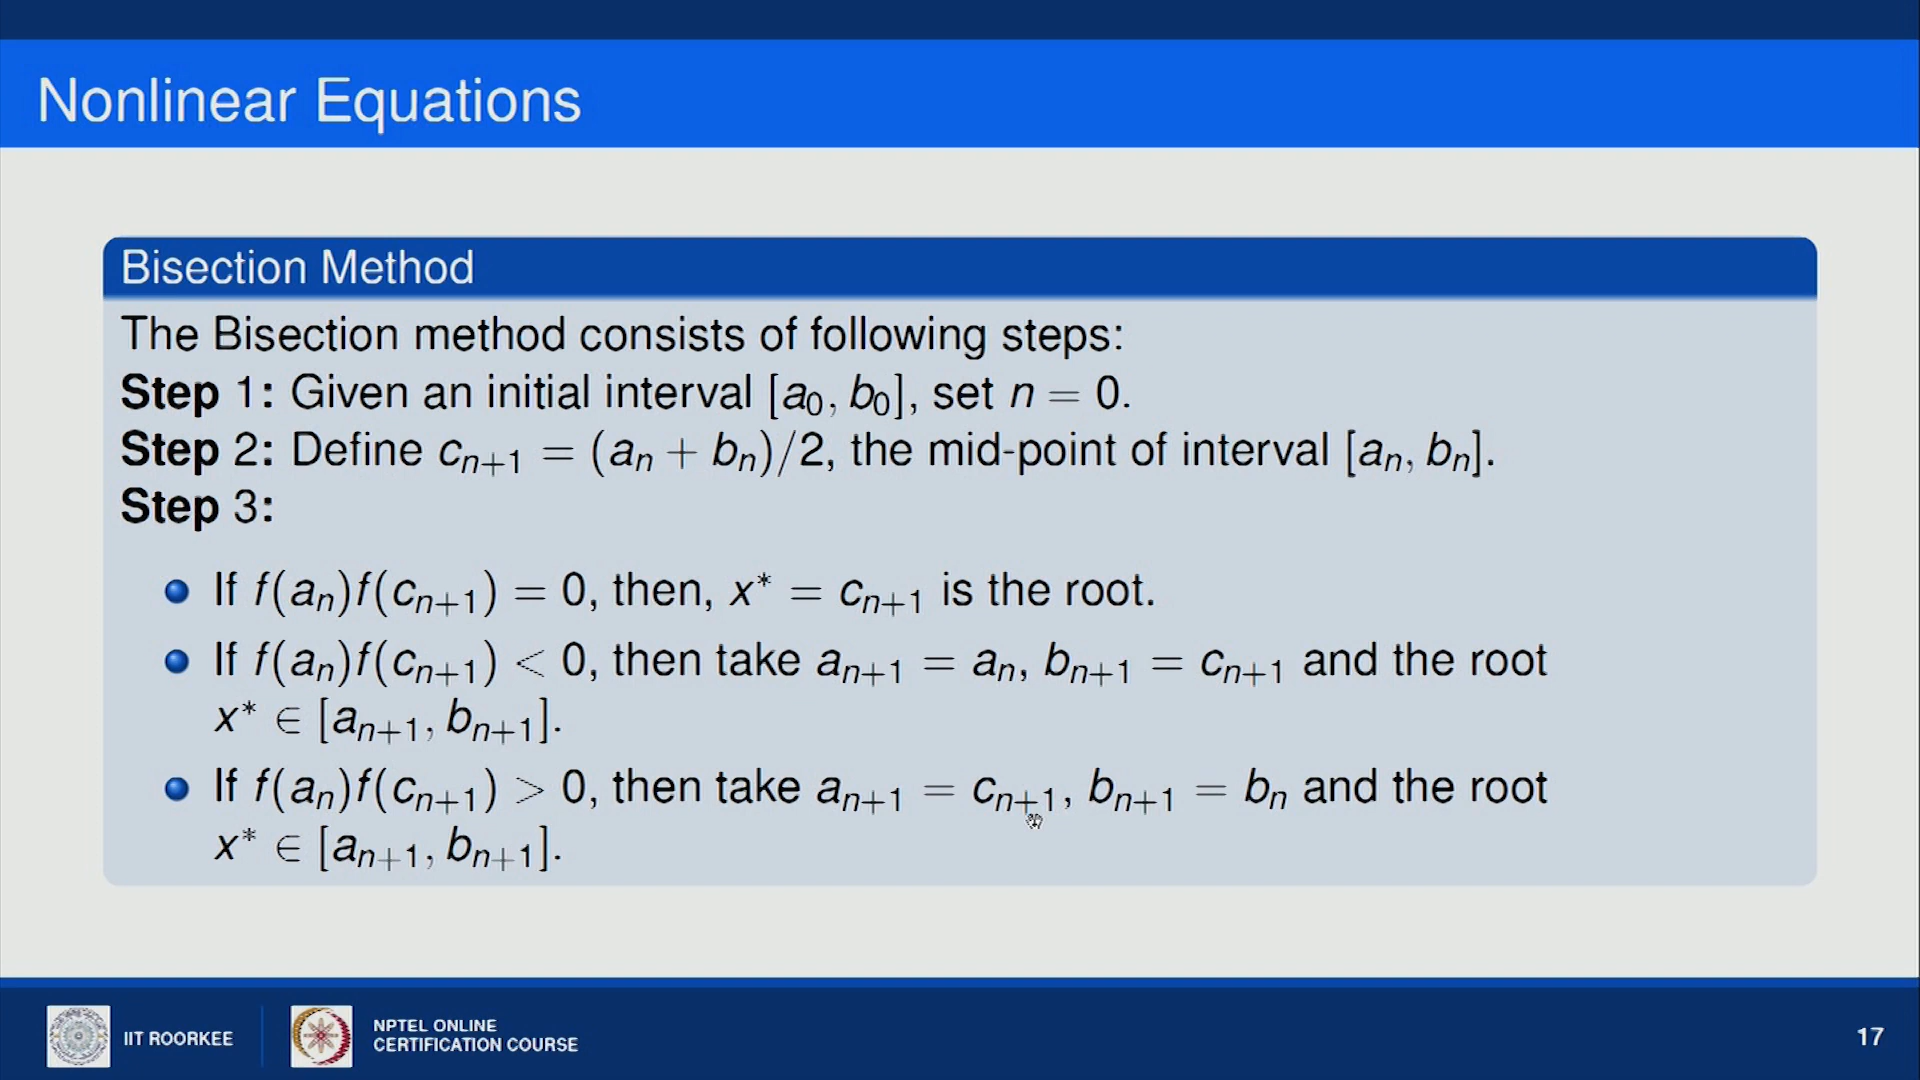 Nonlinear Equations
Bisection Method
The Bisection method consists of following steps:
Step 1: Given an initial interval [a₀, b₀], set n = 0.
Step 2: Define cₙ₊₁ = (aₙ + bₙ)/2, the mid-point of interval [aₙ, bₙ].
Step 3:
If f(aₙ)f(cₙ₊₁) = 0, then, x* = cₙ₊₁ is the root.
If f(aₙ)f(cₙ₊₁) < 0, then take aₙ₊₁ = aₙ, bₙ₊₁ = cₙ₊₁ and the root
x* ∈ [aₙ₊₁, bₙ₊₁].
If f(aₙ)f(cₙ₊₁) > 0, then take aₙ₊₁ = cₙ₊₁, bₙ₊₁ = bₙ and the root
x* ∈ [aₙ₊₁, bₙ₊₁].
IIT ROORKEE
NPTEL ONLINE
CERTIFICATION COURSE
17